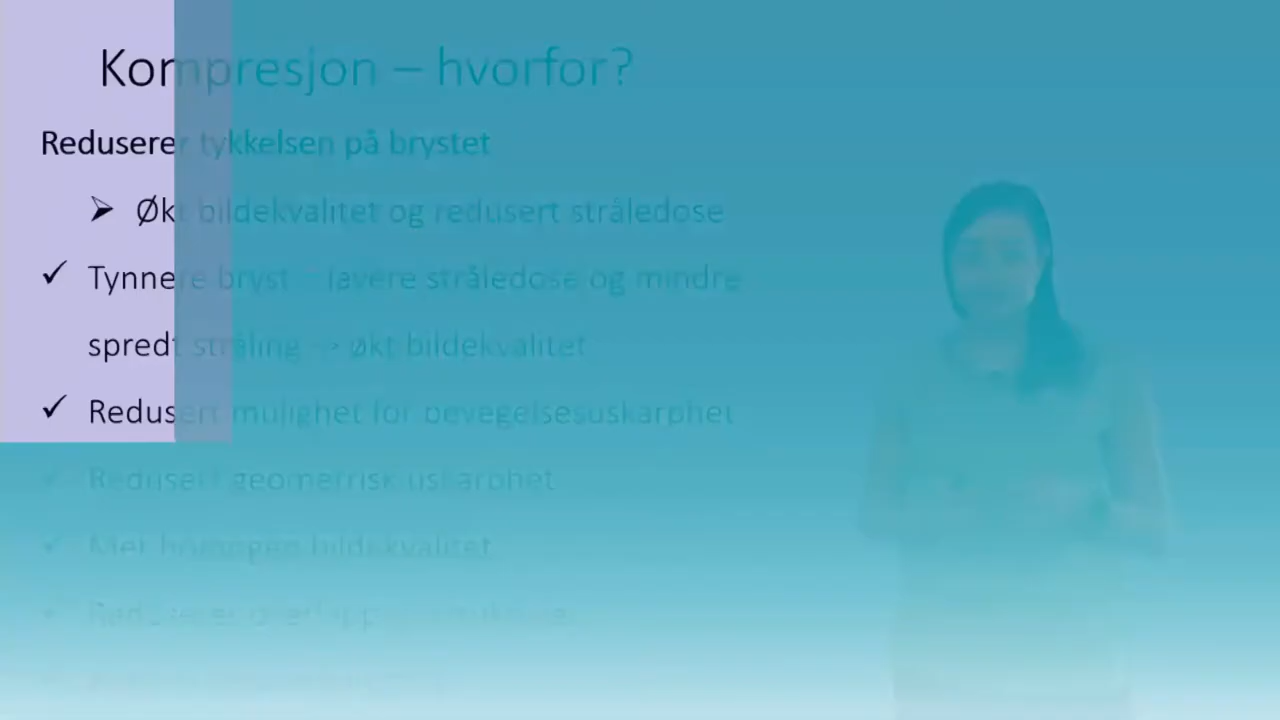 Kompresjon – hvorfor?
Reduserer tykkelsen på brystet
➢ Økt bildekvalitet og redusert stråledose
✓ Tynnere bryst - lavere stråledose og mindre
spredt stråling -> økt bildekvalitet
✓ Redusert mulighet for bevegelsesuskarphet
✓ Redusert geometrisk uskarphet
✓ Mer homogen bildekvalitet